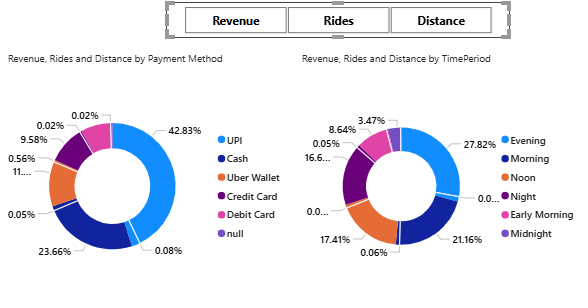 Revenue Rides Distance
Revenue, Rides and Distance by Payment Method
0.02%
0.02%
42.83%
9.58%
0.56%
11....
0.05%
23.66%
0.08%
UPI
Cash
Uber Wallet
Credit Card
Debit Card
null
Revenue, Rides and Distance by TimePeriod
3.47%
8.64%
27.82%
0.05%
16.6...
0.0...
0.0...
17.41%
21.16%
0.06%
Evening
Morning
Noon
Night
Early Morning
Midnight